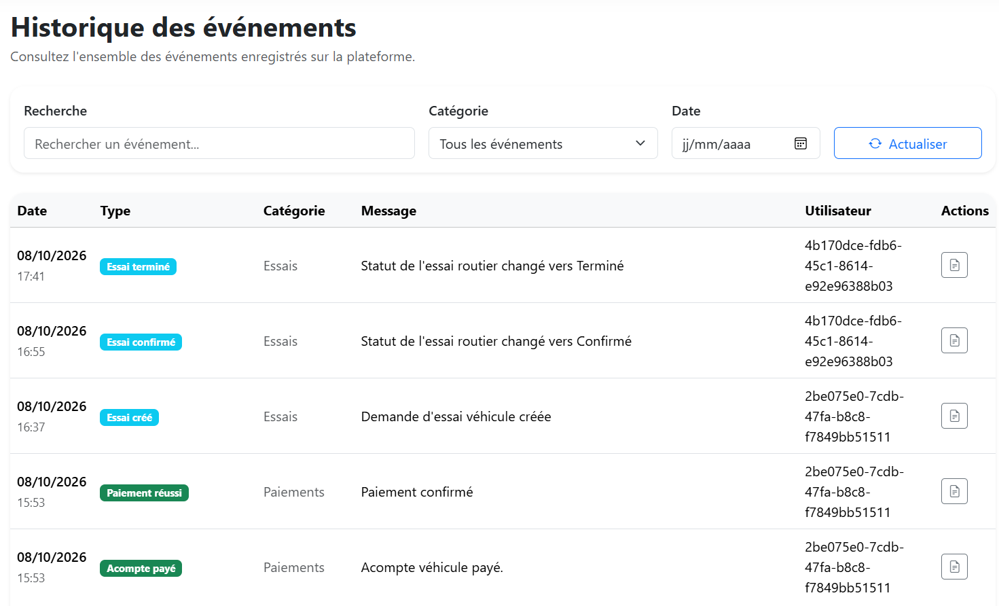 Historique des événements
Consultez l'ensemble des événements enregistrés sur la plateforme.
Recherche
Catégorie
Date
Rechercher un événement...
Tous les événements
jj/mm/aaaa
Actualiser
Date Type Catégorie Message Utilisateur Actions
08/10/2026
17:41
Essai terminé
Essais
Statut de l'essai routier changé vers Terminé
4b170dce-fdb6-
45c1-8614-
e92e96388b03
08/10/2026
16:55
Essai confirmé
Essais
Statut de l'essai routier changé vers Confirmé
4b170dce-fdb6-
45c1-8614-
e92e96388b03
08/10/2026
16:37
Essai créé
Essais
Demande d'essai véhicule créée
2be075e0-7cdb-
47fa-b8c8-
f7849bb51511
08/10/2026
15:53
Paiement réussi
Paiements
Paiement confirmé
2be075e0-7cdb-
47fa-b8c8-
f7849bb51511
08/10/2026
15:53
Acompte payé
Paiements
Acompte véhicule payé.
2be075e0-7cdb-
47fa-b8c8-
f7849bb51511